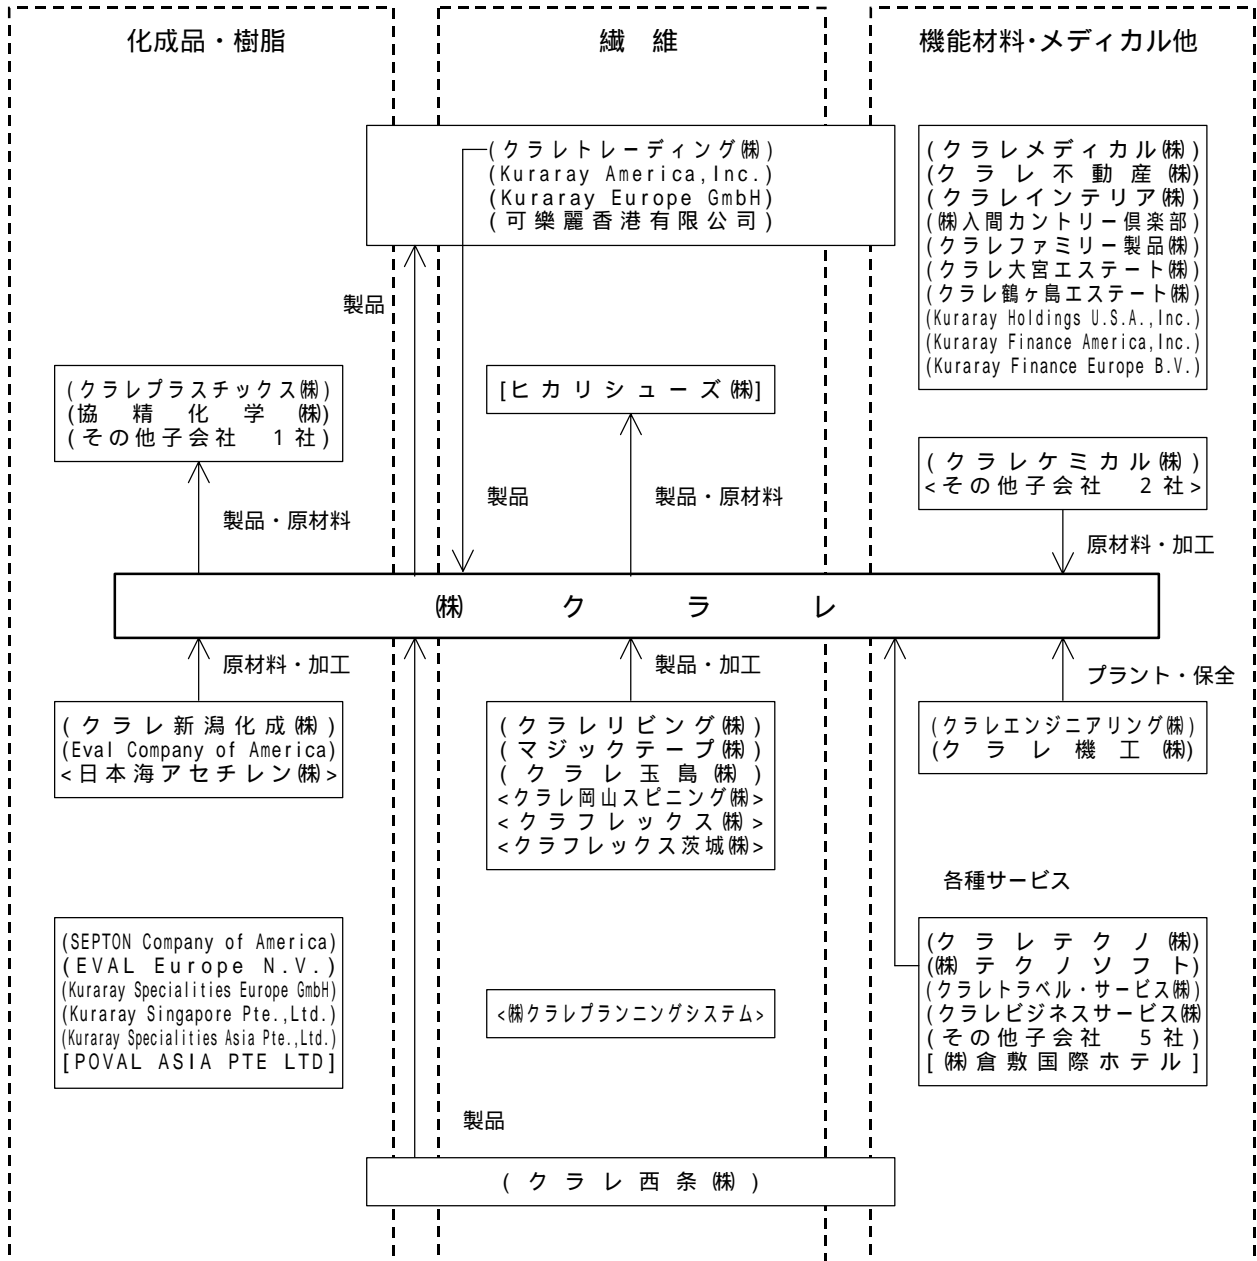 化成品・樹脂
繊 維
機能材料・メディカル他
(クラレトレーディング㈱)
(Kuraray America,Inc.)
(Kuraray Europe GmbH)
(可樂麗香港有限公司)
(クラレメディカル㈱)
(クラレ不動産㈱)
(クラレインテリア㈱)
(㈱入間カントリー倶楽部)
(クラレファミリー製品㈱)
(クラレ大宮エステート㈱)
(クラレ鶴ヶ島エステート㈱)
(Kuraray Holdings U.S.A.,Inc.)
(Kuraray Finance America,Inc.)
(Kuraray Finance Europe B.V.)
製品
(クラレプラスチックス㈱)
(協精化学㈱)
(その他子会社 1社)
[ヒカリシューズ㈱]
(クラレケミカル㈱)
<その他子会社 2社>
製品・原材料
製品
製品・原材料
原材料・加工
㈱クラレ
原材料・加工
製品・加工
プラント・保全
(クラレ新潟化成㈱)
(Eval Company of America)
<日本海アセチレン㈱>
(クラレリビング㈱)
(マジックテープ㈱)
(クラレ玉島㈱)
<クラレ岡山スピニング㈱>
<クラフレックス㈱>
<クラフレックス茨城㈱>
(クラレエンジニアリング㈱)
(クラレ機工㈱)
各種サービス
(SEPTON Company of America)
(EVAL Europe N.V.)
(Kuraray Specialities Europe GmbH)
(Kuraray Singapore Pte.,Ltd.)
(Kuraray Specialities Asia Pte.,Ltd.)
[POVAL ASIA PTE LTD]
<㈱クラレプランニングシステム>
(クラレテクノ㈱)
(㈱テクノソフト)
(クラレトラベル・サービス㈱)
(クラレビジネスサービス㈱
(その他子会社 5社)
[㈱倉敷国際ホテル]
製品
(クラレ西条㈱)